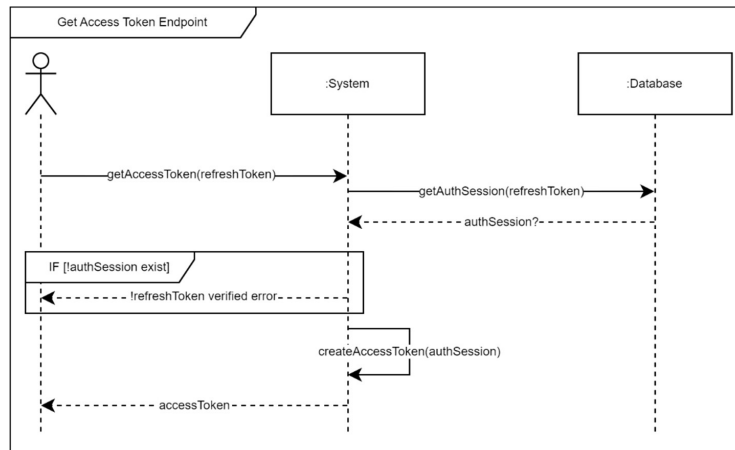 Get Access Token Endpoint
:System
:Database
getAccessToken(refreshToken)
getAuthSession(refreshToken)
authSession?
IF [!authSession exist]
!refreshToken verified error
createAccessToken(authSession)
accessToken